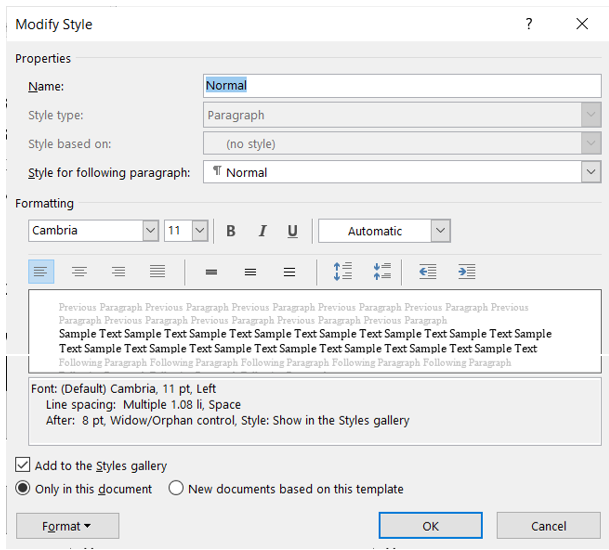 Modify Style ? ×
Properties
Name: Normal
Style type: Paragraph
Style based on: (no style)
Style for following paragraph: ¶ Normal
Formatting
Cambria 11 B I U Automatic
Previous Paragraph Previous Paragraph Previous Paragraph Previous Paragraph Previous Paragraph Previous
Paragraph Previous Paragraph Previous Paragraph Previous Paragraph Previous Paragraph
Sample Text Sample Text Sample Text Sample Text Sample Text Sample Text Sample Text Sample
Text Sample Text Sample Text Sample Text Sample Text Sample Text Sample Text Sample Text
Following Paragraph Following Paragraph Following Paragraph Following Paragraph Following Paragraph
Font: (Default) Cambria, 11 pt, Left
Line spacing: Multiple 1.08 li, Space
After: 8 pt, Widow/Orphan control, Style: Show in the Styles gallery
Add to the Styles gallery
Only in this document New documents based on this template
Format OK Cancel